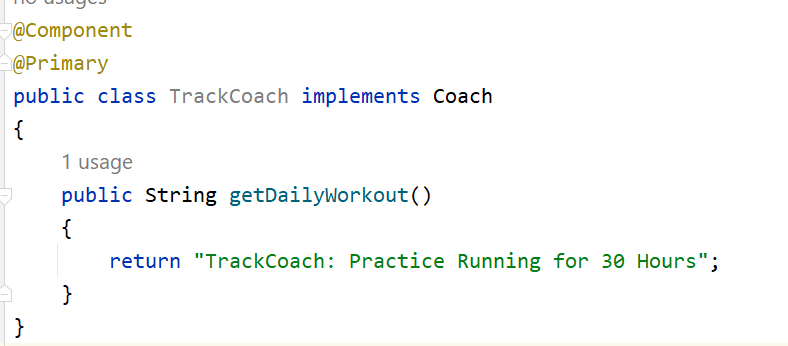 no usages
@Component
@Primary
public class TrackCoach implements Coach
{
1 usage
public String getDailyWorkout()
{
return "TrackCoach: Practice Running for 30 Hours";
}
}